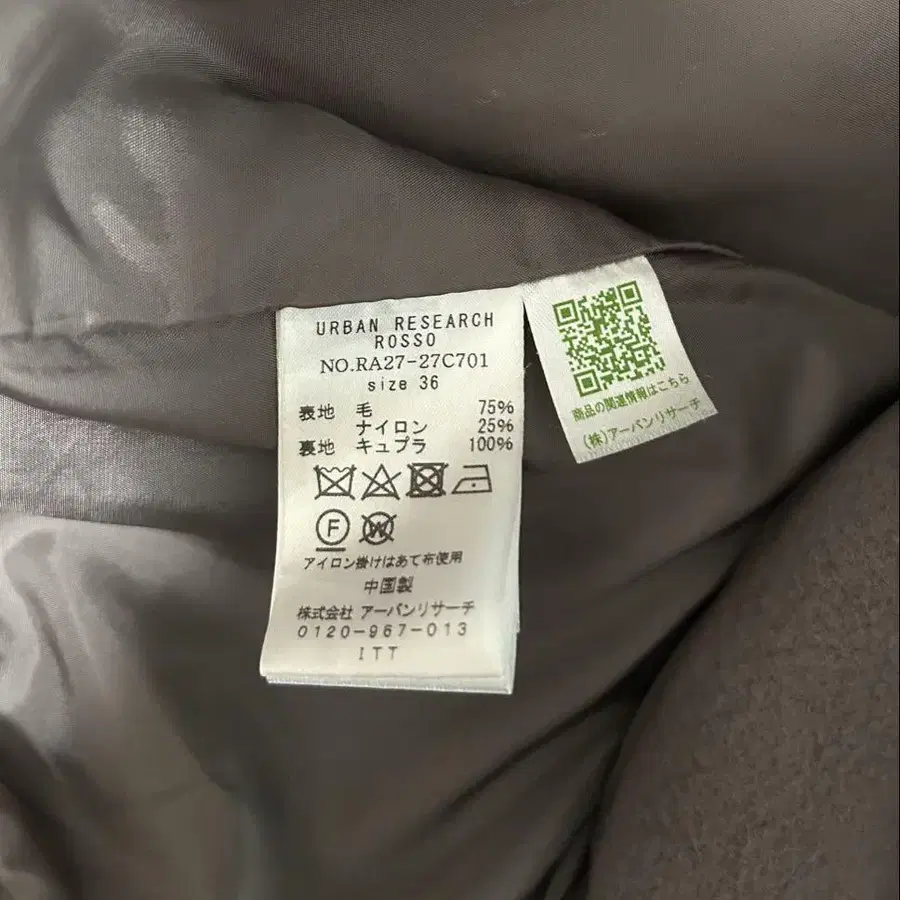 URBAN RESEARCH
ROSSO
NO.RA27-27C701
size 36
表地 毛 75%
ナイロン 25%
裏地 キュプラ 100%
F W
アイロン掛けはあて布使用
中国製
株式会社 アーバンリサーチ
0120-967-013
ITT
商品の関連情報はこちら
(株)アーバンリサーチ